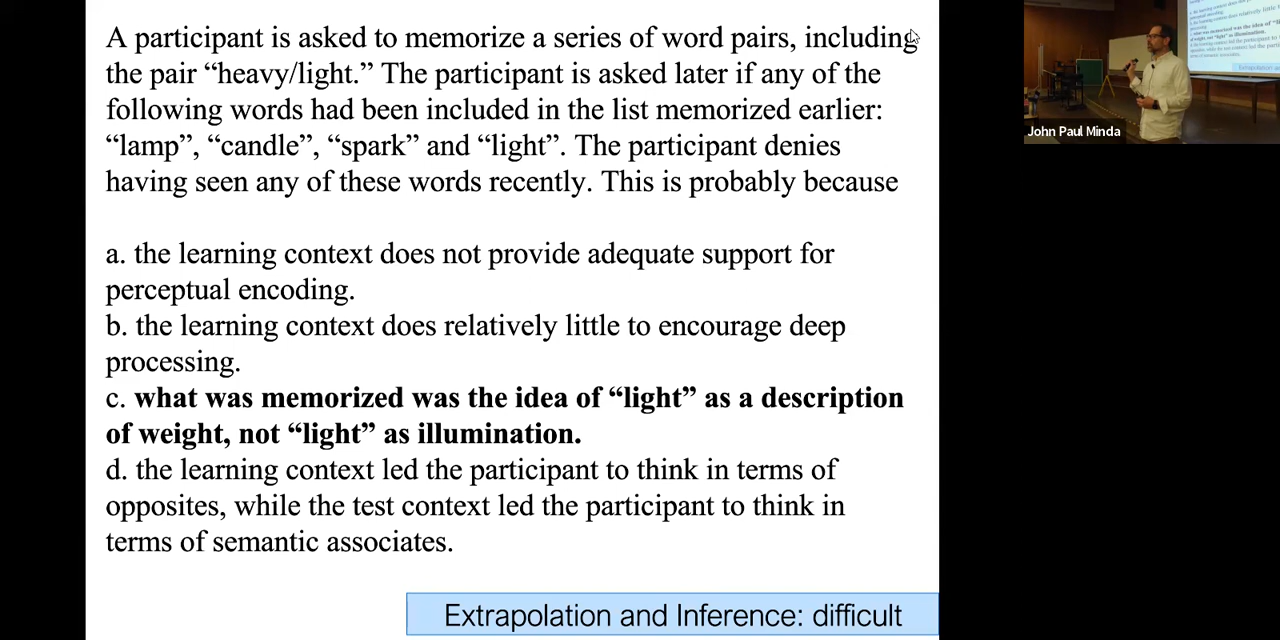 A participant is asked to memorize a series of word pairs, including
the pair “heavy/light.” The participant is asked later if any of the
following words had been included in the list memorized earlier:
“lamp”, “candle”, “spark” and “light”. The participant denies
having seen any of these words recently. This is probably because
a. the learning context does not provide adequate support for
perceptual encoding.
b. the learning context does relatively little to encourage deep
processing.
c. what was memorized was the idea of “light” as a description
of weight, not “light” as illumination.
d. the learning context led the participant to think in terms of
opposites, while the test context led the participant to think in
terms of semantic associates.
Extrapolation and Inference: difficult
John Paul Minda